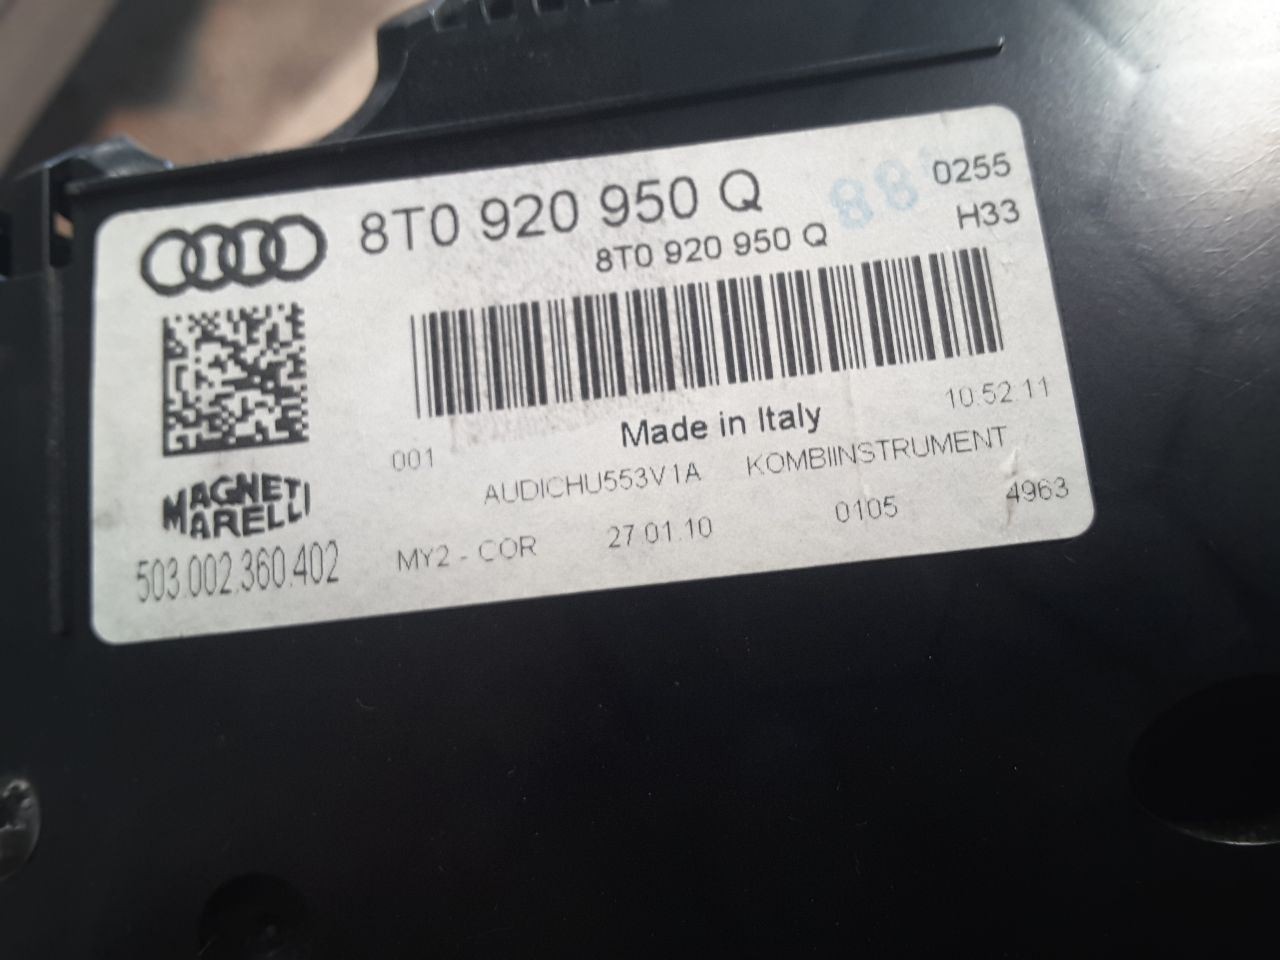 8T0 920 950 Q
0255
8T0 920 950 Q
H33
10.52.11
Made in Italy
001
AUDICHU553V1A KOMBIINSTRUMENT
MAGNETI
MARELLI
503.002.360.402
MY2 - COR 27.01.10 0105 4963